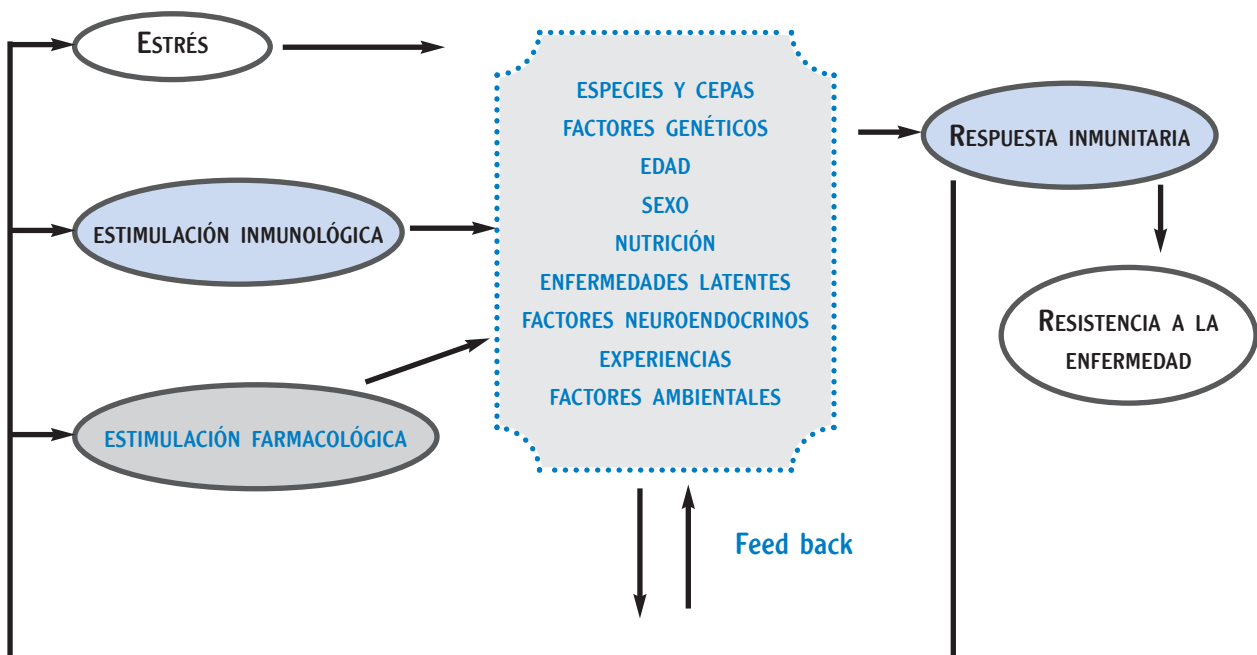 ESTRÉS
ESTIMULACIÓN INMUNOLÓGICA
ESTIMULACIÓN FARMACOLÓGICA
ESPECIES Y CEPAS
FACTORES GENÉTICOS
EDAD
SEXO
NUTRICIÓN
ENFERMEDADES LATENTES
FACTORES NEUROENDOCRINOS
EXPERIENCIAS
FACTORES AMBIENTALES
Feed back
RESPUESTA INMUNITARIA
RESISTENCIA A LA
ENFERMEDAD